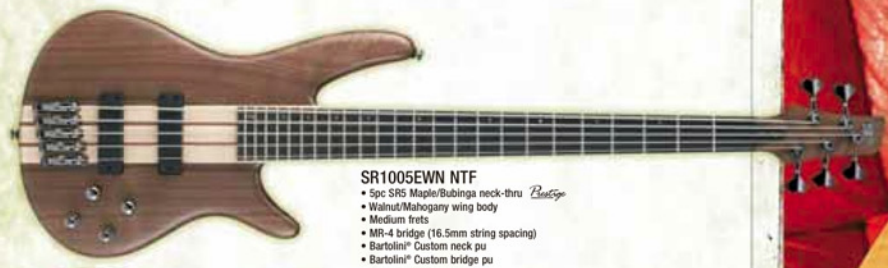 SR1005EWN NTF
• 5pc SR5 Maple/Bubinga neck-thru Prestige
• Walnut/Mahogany wing body
• Medium frets
• MR-4 bridge (16.5mm string spacing)
• Bartolini® Custom neck pu
• Bartolini® Custom bridge pu